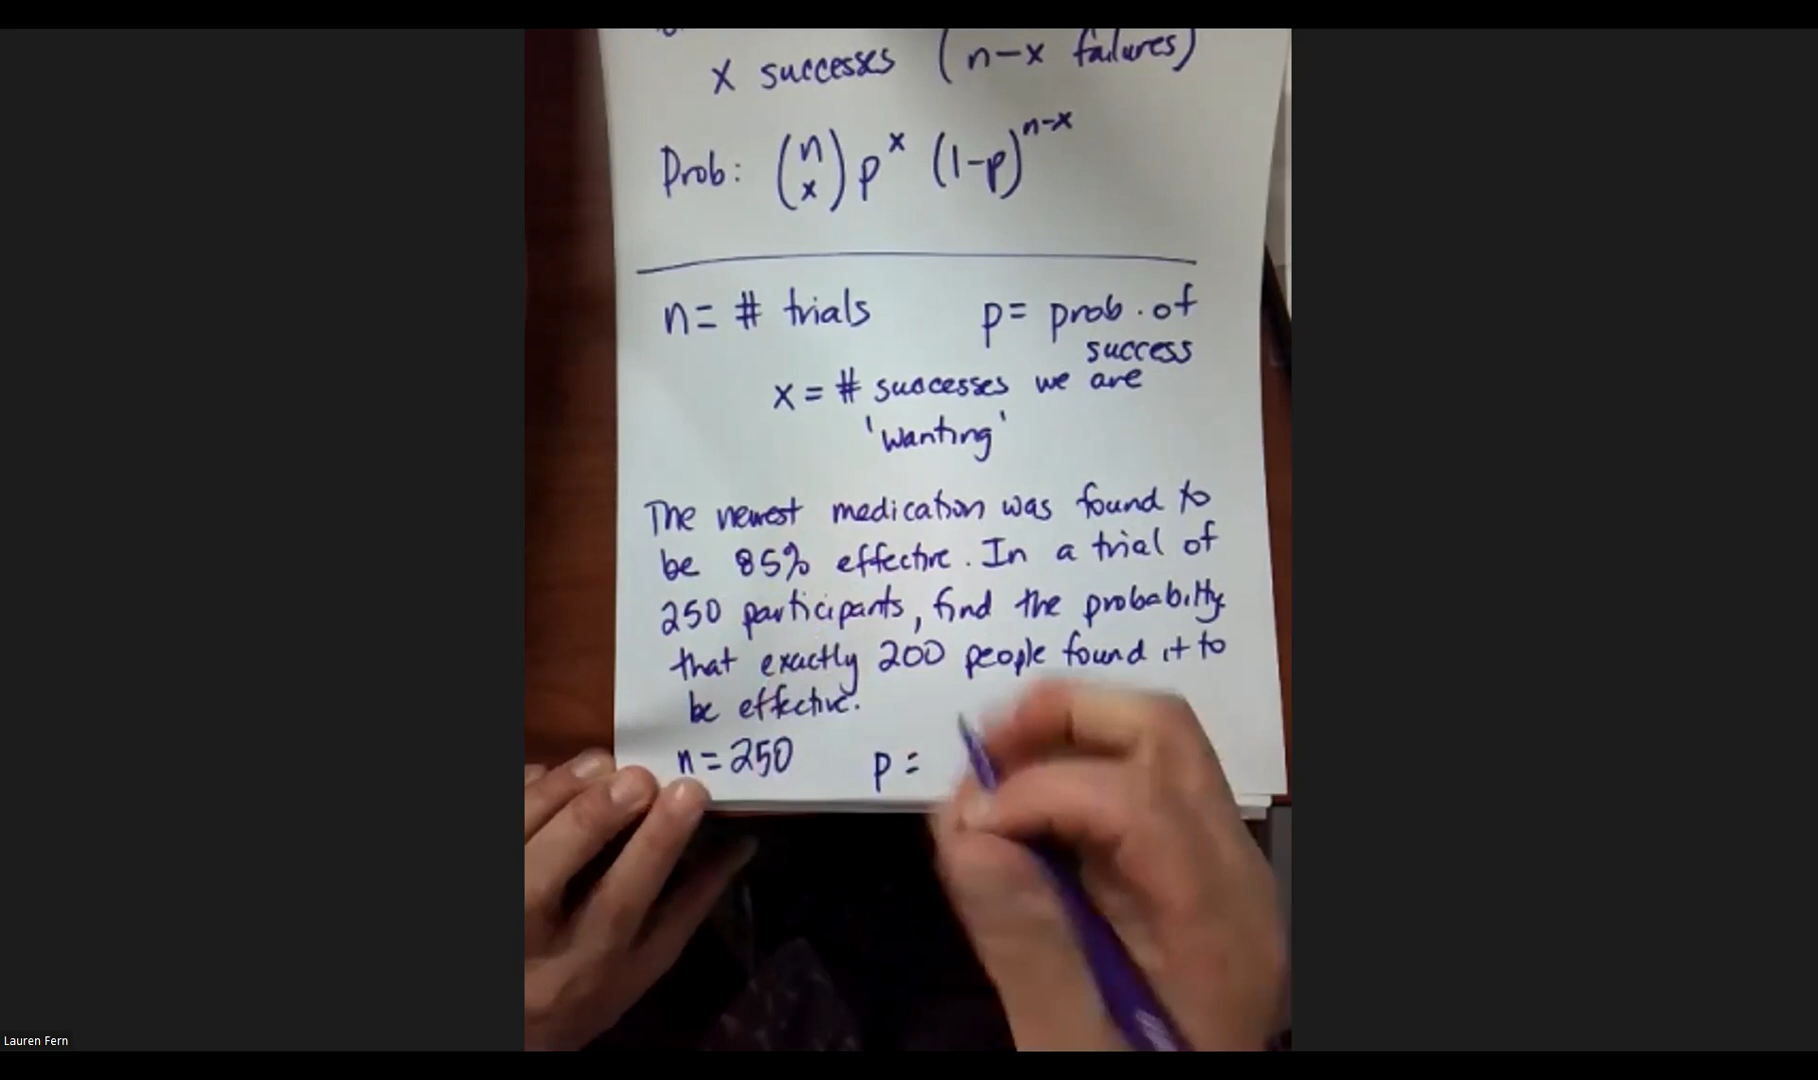 x successes (n-x failures)
Prob: (n x) p^x (1-p)^n-x
n = # trials p = prob. of
success
x = # successes we are
'wanting'
The newest medication was found to
be 85% effective. In a trial of
250 participants, find the probability
that exactly 200 people found it to
be effective.
n = 250 p =
Lauren Fern